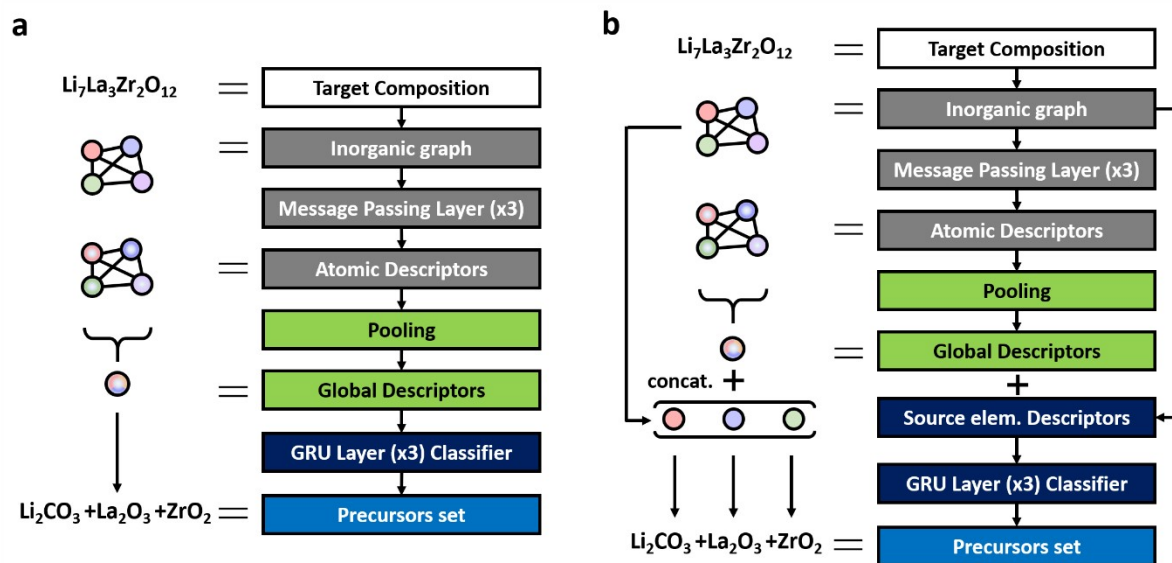 a
Li₇La₃Zr₂O₁₂ = Target Composition
= Inorganic graph
Message Passing Layer (x3)
= Atomic Descriptors
Pooling
= Global Descriptors
GRU Layer (x3) Classifier
Li₂CO₃ +La₂O₃ +ZrO₂ = Precursors set
b
Li₇La₃Zr₂O₁₂ = Target Composition
= Inorganic graph
Message Passing Layer (x3)
= Atomic Descriptors
Pooling
= Global Descriptors
concat. + +
Source elem. Descriptors
GRU Layer (x3) Classifier
Li₂CO₃ +La₂O₃ +ZrO₂ = Precursors set